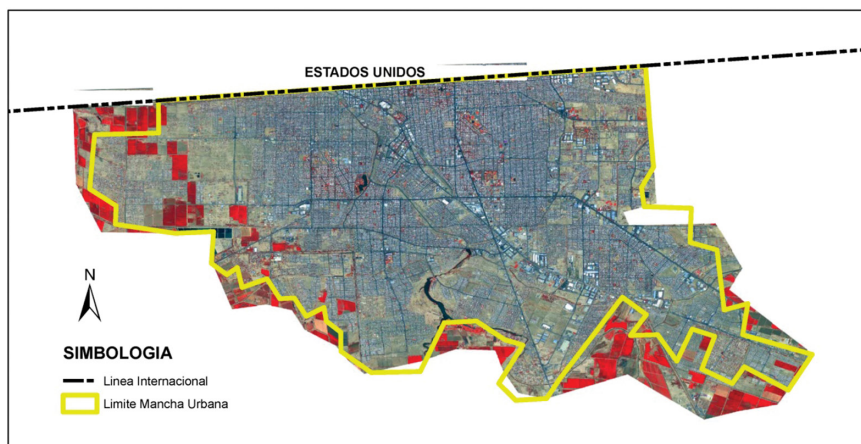 ESTADOS UNIDOS
N
SIMBOLOGIA
Linea Internacional
Limite Mancha Urbana